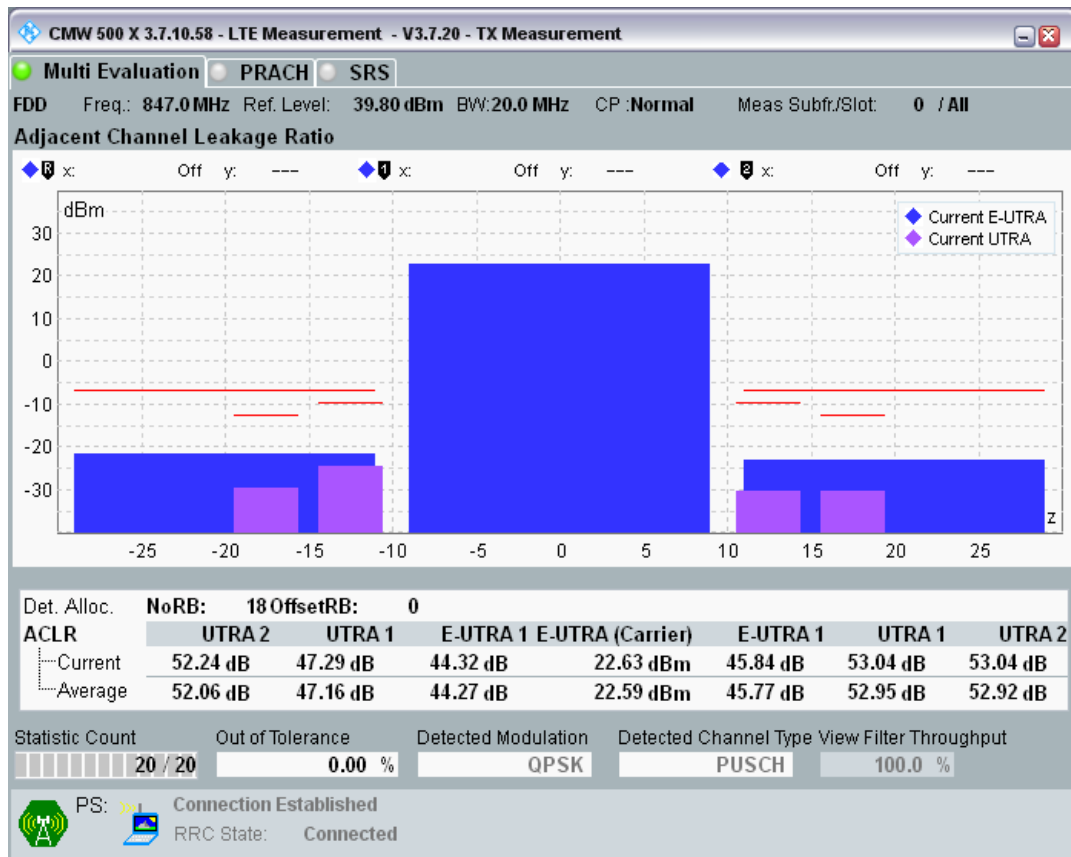 CMW 500 X 3.7.10.58 - LTE Measurement - V3.7.20 - TX Measurement
Multi Evaluation PRACH SRS
FDD Freq.: 847.0 MHz Ref. Level: 39.80 dBm BW:20.0 MHz CP :Normal Meas Subfr./Slot: 0 / All
Adjacent Channel Leakage Ratio
R x: Off y: --- 1 x: Off y: --- 2 x: Off y: ---
dBm
Current E-UTRA
Current UTRA
30
20
10
0
-10
-20
-30
z
-25 -20 -15 -10 -5 0 5 10 15 20 25
Det. Alloc. NoRB: 18 OffsetRB: 0
ACLR UTRA 2 UTRA 1 E-UTRA 1 E-UTRA (Carrier) E-UTRA 1 UTRA 1 UTRA 2
Current 52.24 dB 47.29 dB 44.32 dB 22.63 dBm 45.84 dB 53.04 dB 53.04 dB
Average 52.06 dB 47.16 dB 44.27 dB 22.59 dBm 45.77 dB 52.95 dB 52.92 dB
Statistic Count Out of Tolerance Detected Modulation Detected Channel Type View Filter Throughput
20 / 20 0.00 % QPSK PUSCH 100.0 %
PS: Connection Established
RRC State: Connected